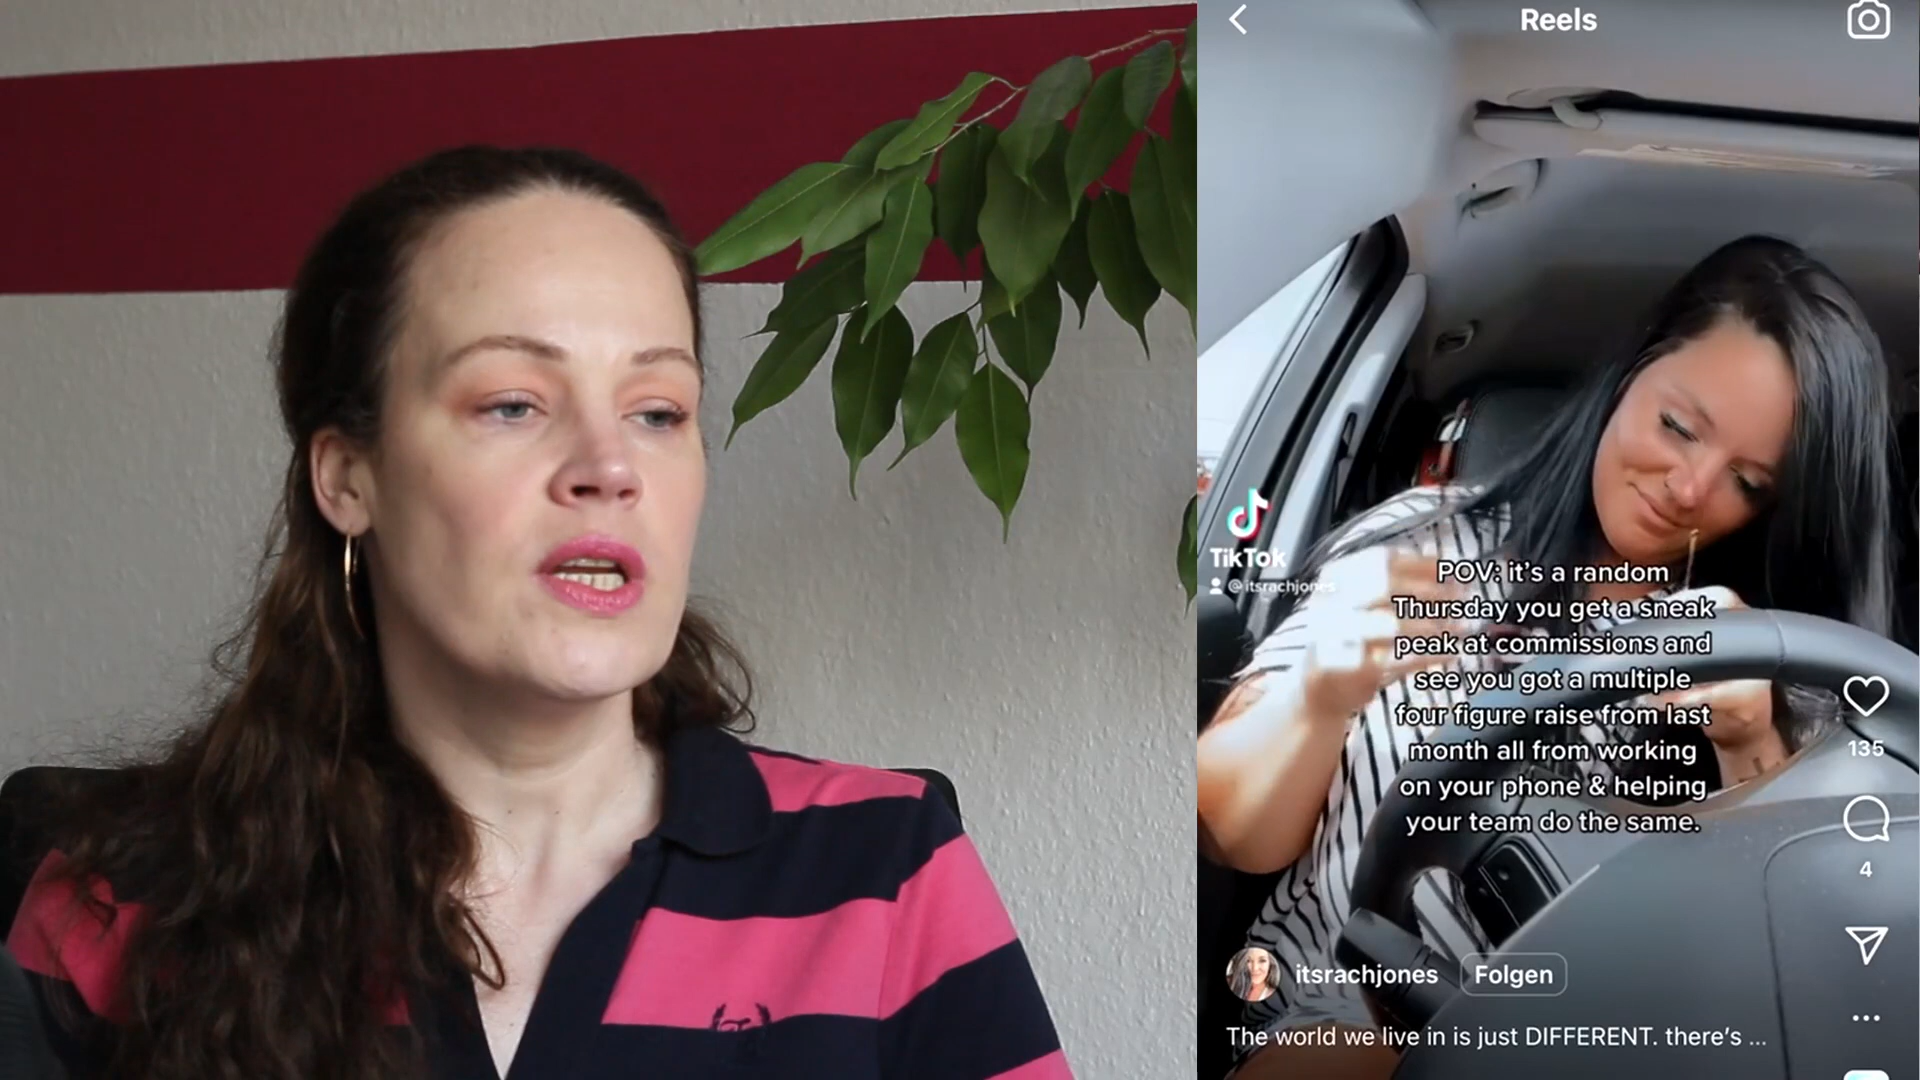 Reels
TikTok
@itsrachjones
POV: it's a random
Thursday you get a sneak
peak at commissions and
see you got a multiple
four figure raise from last
month all from working
on your phone & helping
your team do the same.
135
4
itsrachjones
Folgen
The world we live in is just DIFFERENT. there's ...